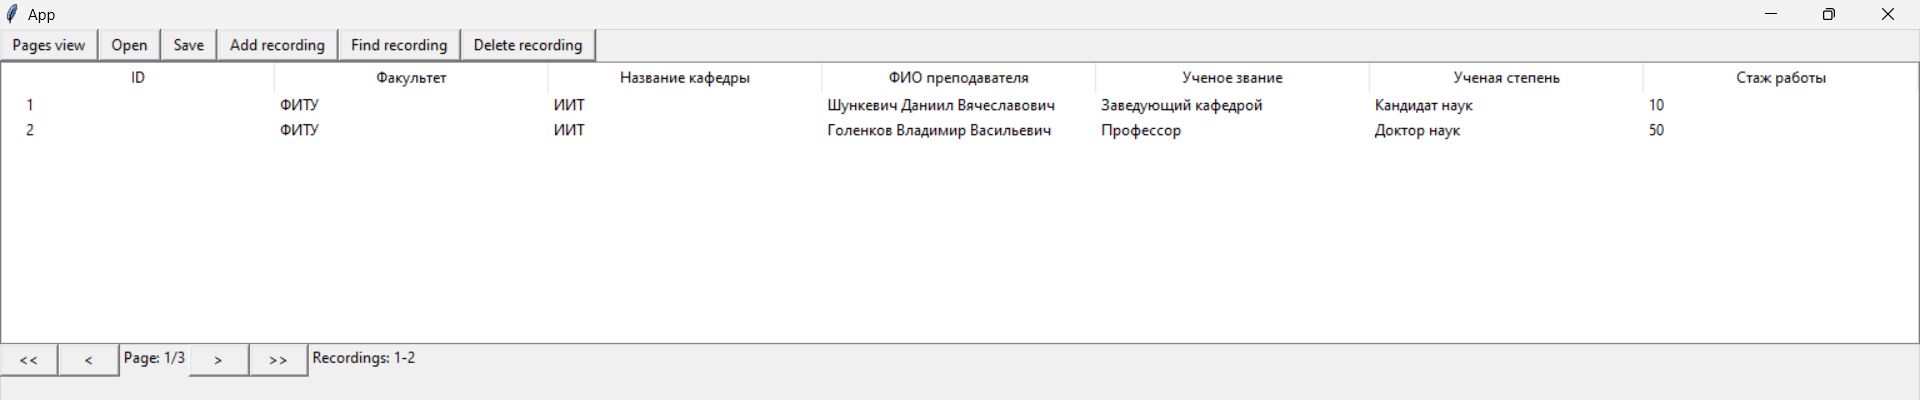 App
Pages view Open Save Add recording Find recording Delete recording
ID Факультет Название кафедры ФИО преподавателя Ученое звание Ученая степень Стаж работы
1 ФИТУ ИИТ Шункевич Даниил Вячеславович Заведующий кафедрой Кандидат наук 10
2 ФИТУ ИИТ Голенков Владимир Васильевич Профессор Доктор наук 50
<< < Page: 1/3 > >> Recordings: 1-2